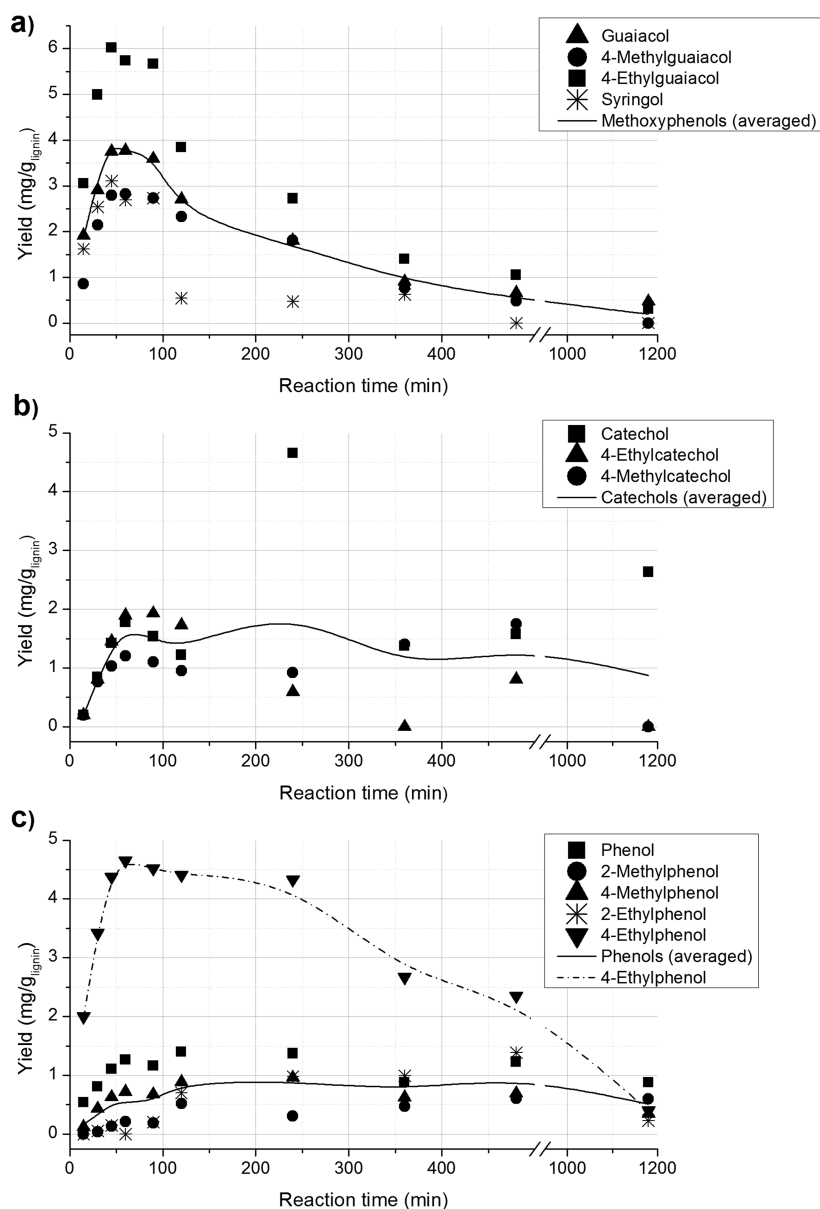 a)
Guaiacol
4-Methylguaiacol
4-Ethylguaiacol
Syringol
Methoxyphenols (averaged)
6
5
4
3
2
1
0
Yield (mg/g lignin)
0 100 200 300 400 1000 1200
Reaction time (min)
b)
Catechol
4-Ethylcatechol
4-Methylcatechol
Catechols (averaged)
5
4
3
2
1
0
Yield (mg/g lignin)
0 100 200 300 400 1000 1200
Reaction time (min)
c)
Phenol
2-Methylphenol
4-Methylphenol
2-Ethylphenol
4-Ethylphenol
Phenols (averaged)
4-Ethylphenol
5
4
3
2
1
0
Yield (mg/g lignin)
0 100 200 300 400 1000 1200
Reaction time (min)